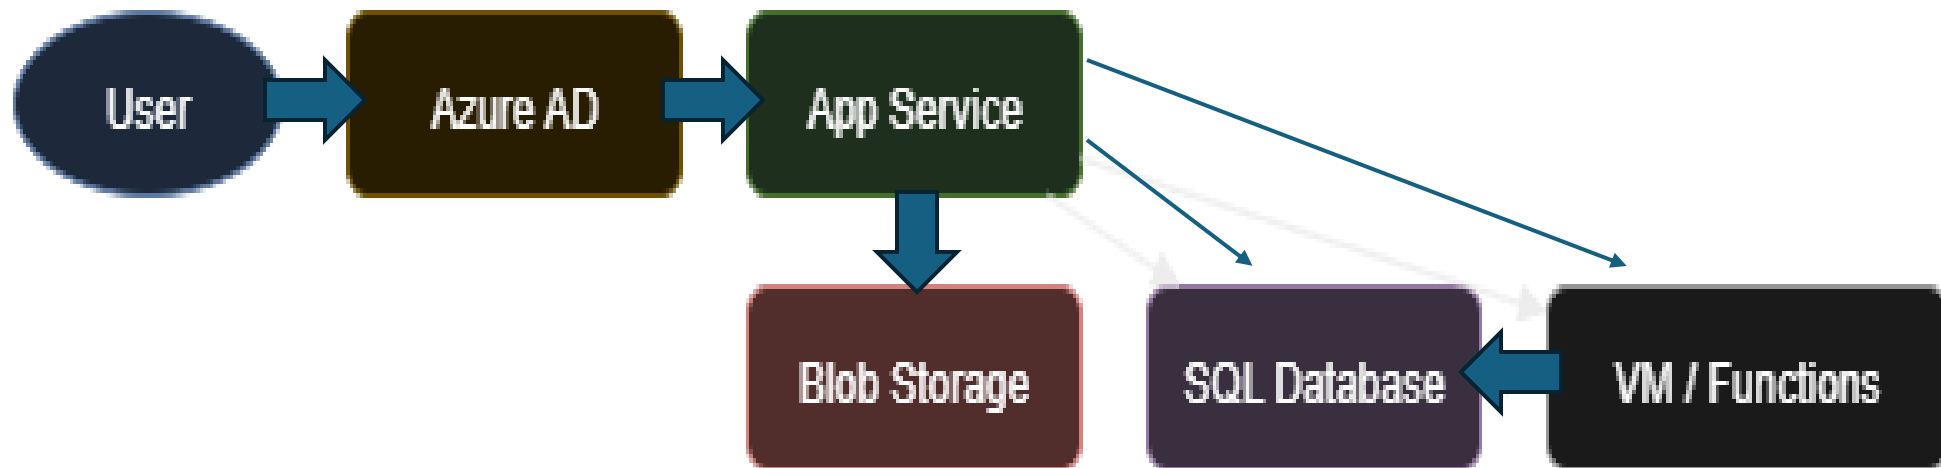 User
Azure AD
App Service
Blob Storage
SQL Database
VM / Functions